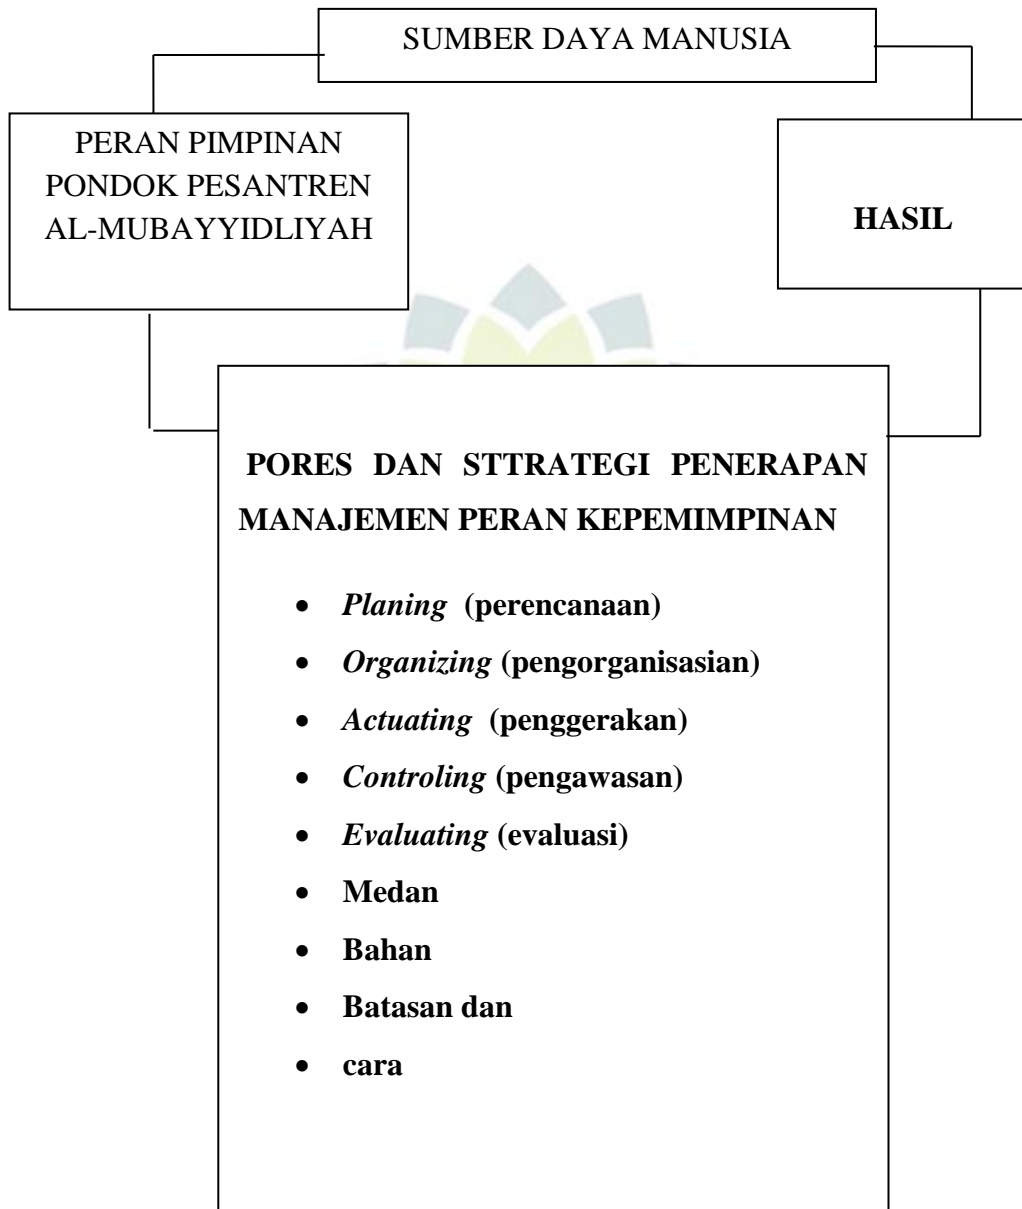 SUMBER DAYA MANUSIA
PERAN PIMPINAN
PONDOK PESANTREN
AL-MUBAYYIDLIYAH
HASIL
PORES DAN STTRATEGI PENERAPAN
MANAJEMEN PERAN KEPEMIMPINAN
• Planing (perencanaan)
• Organizing (pengorganisasian)
• Actuating (penggerakan)
• Controling (pengawasan)
• Evaluating (evaluasi)
• Medan
• Bahan
• Batasan dan
• cara